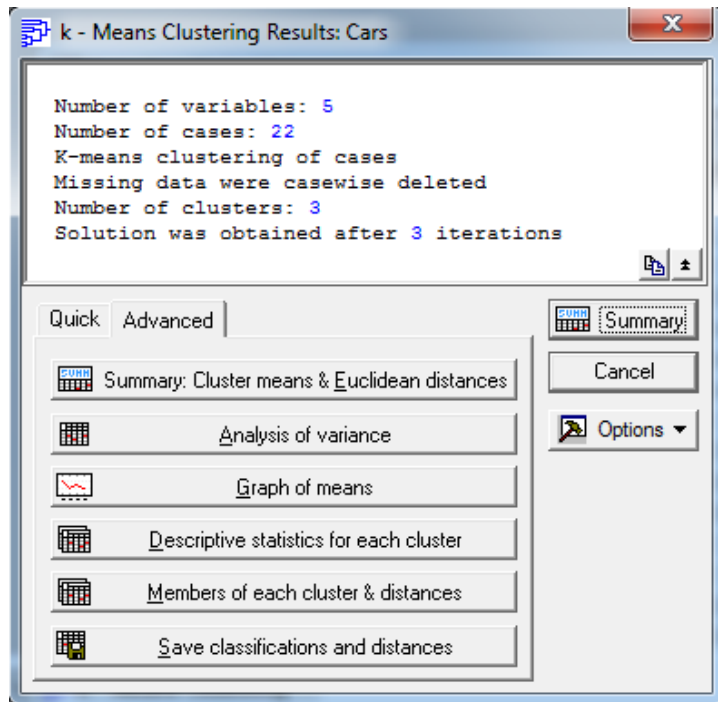 k - Means Clustering Results: Cars
Number of variables: 5
Number of cases: 22
K-means clustering of cases
Missing data were casewise deleted
Number of clusters: 3
Solution was obtained after 3 iterations
Quick Advanced
Summary
Summary: Cluster means & Euclidean distances
Cancel
Analysis of variance
Options
Graph of means
Descriptive statistics for each cluster
Members of each cluster & distances
Save classifications and distances